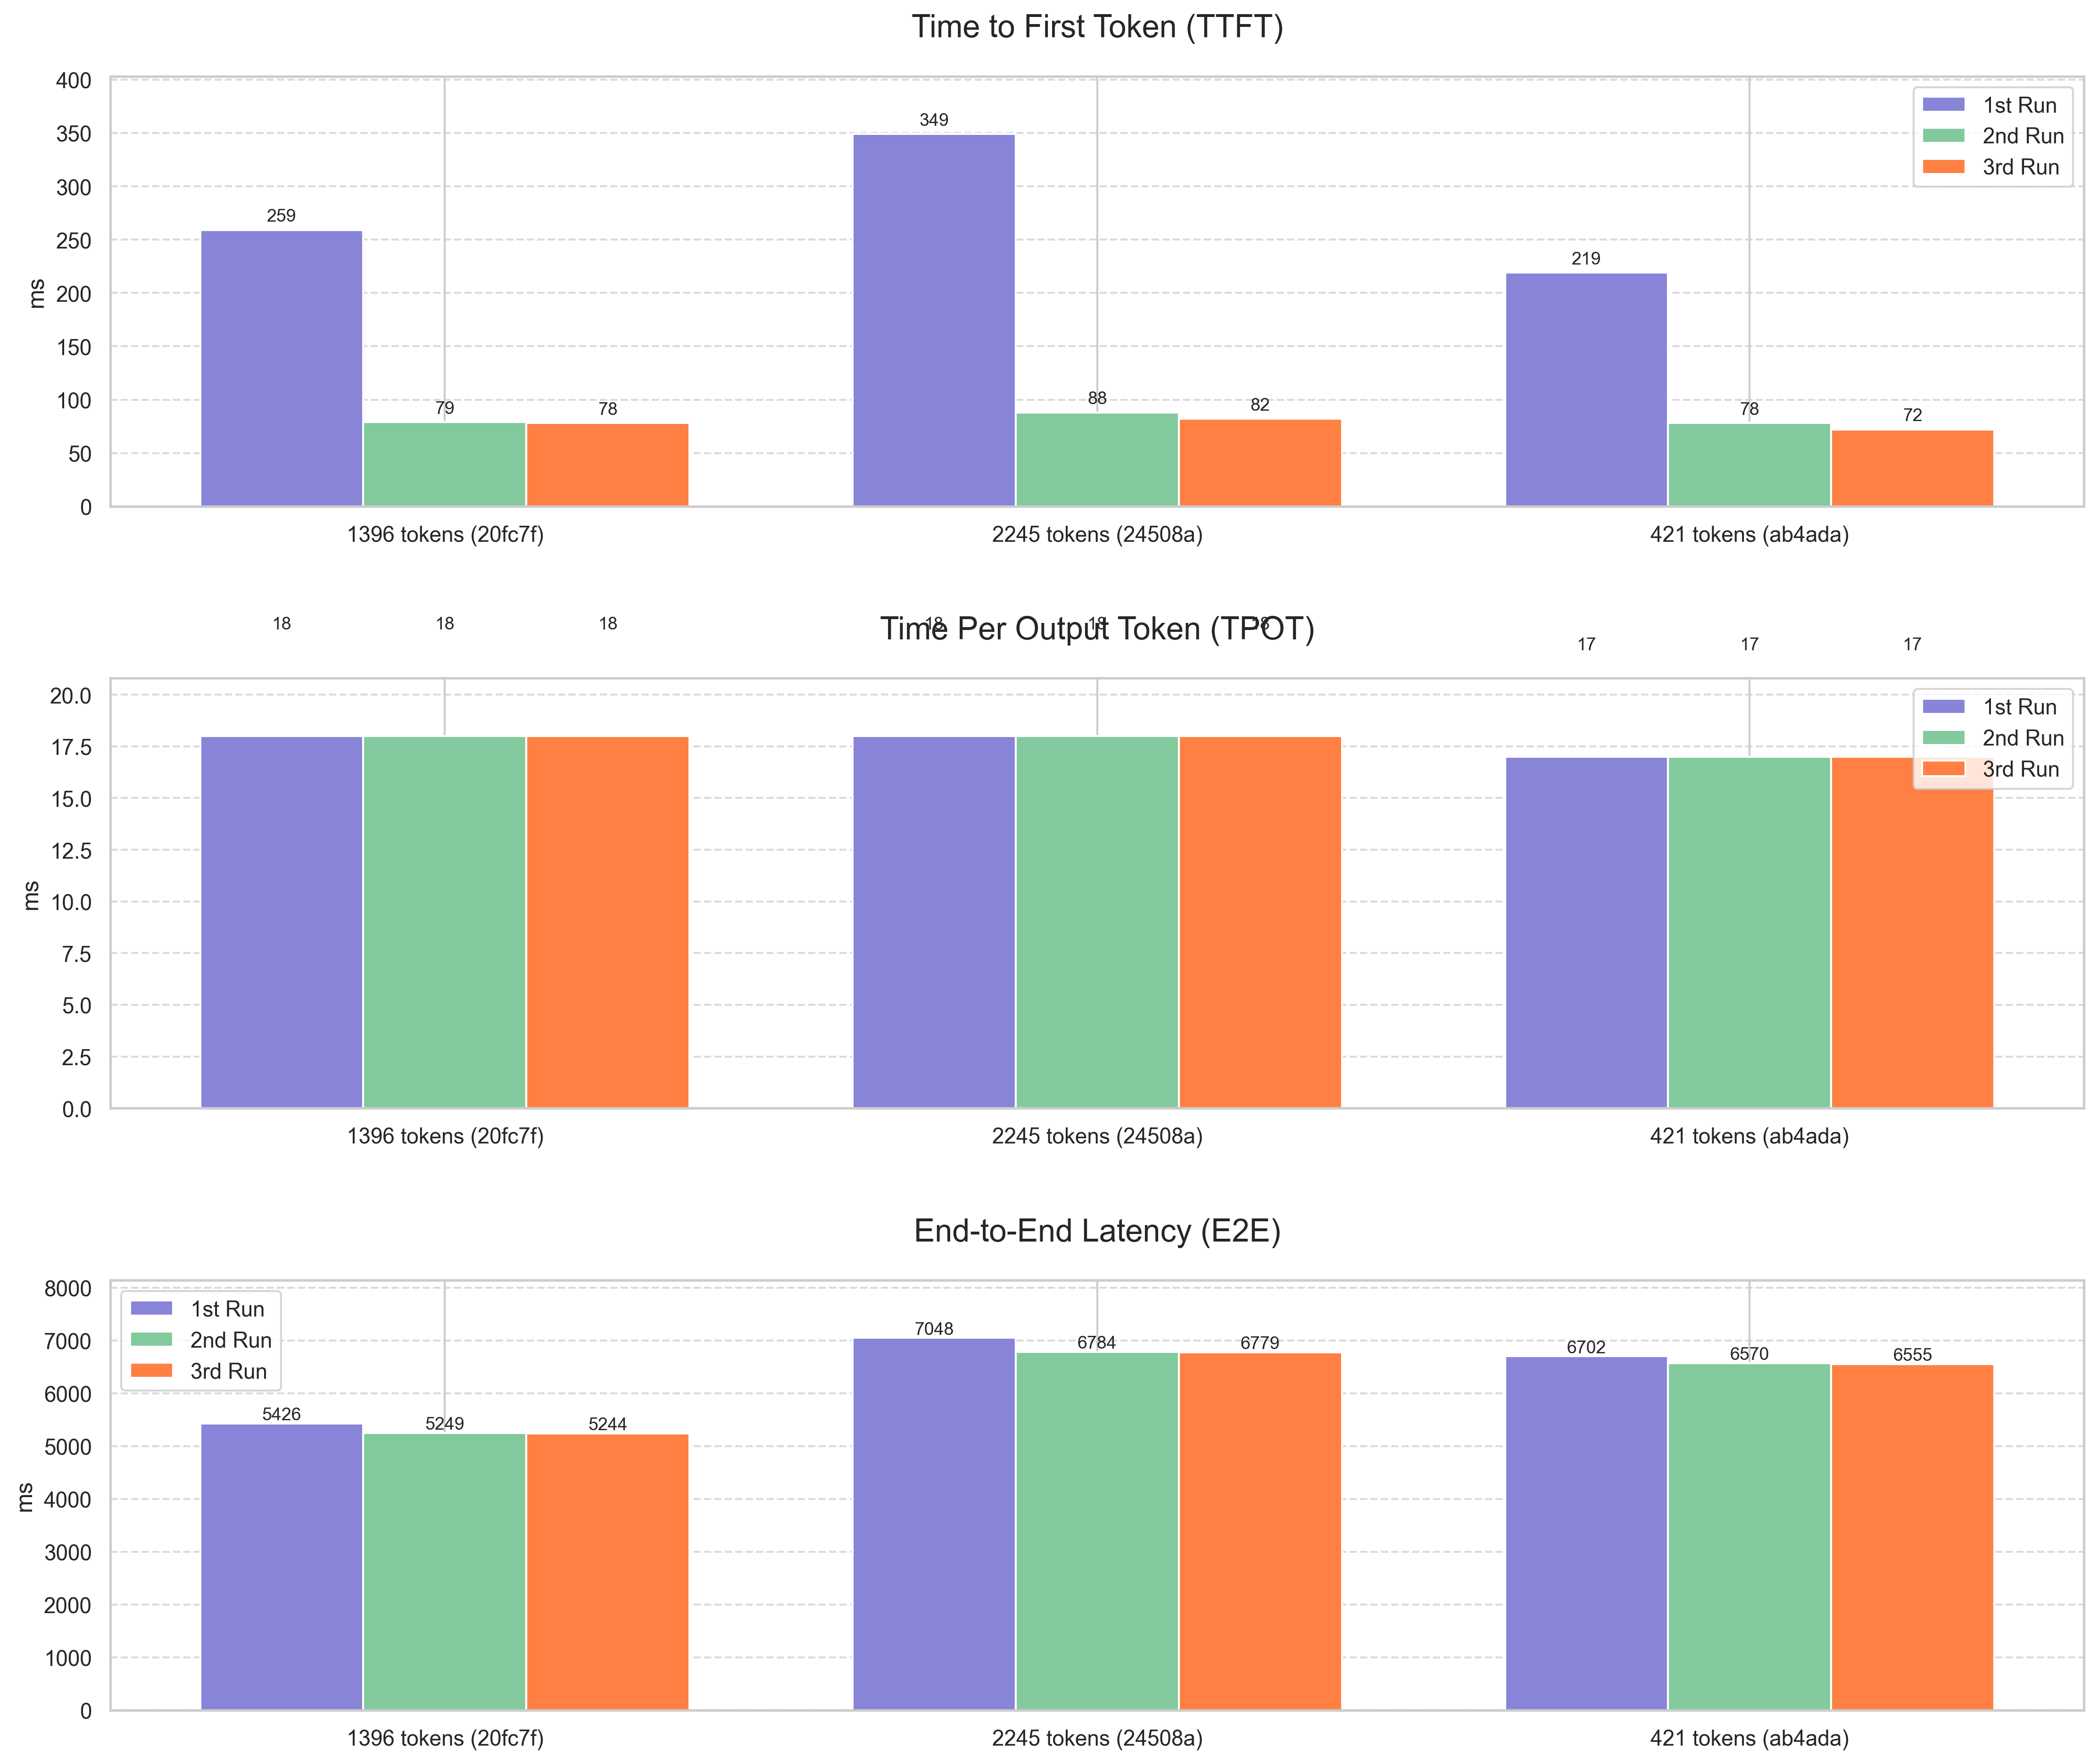 Time to First Token (TTFT)
400
350
300
250
200
150
100
50
0
ms
259
79
78
349
88
82
219
78
72
1st Run
2nd Run
3rd Run
1396 tokens (20fc7f)
2245 tokens (24508a)
421 tokens (ab4ada)
Time Per Output Token (TPOT)
18
18
18
18
18
18
17
17
17
20.0
17.5
15.0
12.5
10.0
7.5
5.0
2.5
0.0
ms
1st Run
2nd Run
3rd Run
1396 tokens (20fc7f)
2245 tokens (24508a)
421 tokens (ab4ada)
End-to-End Latency (E2E)
8000
7000
6000
5000
4000
3000
2000
1000
0
ms
1st Run
2nd Run
3rd Run
5426
5249
5244
7048
6784
6779
6702
6570
6555
1396 tokens (20fc7f)
2245 tokens (24508a)
421 tokens (ab4ada)